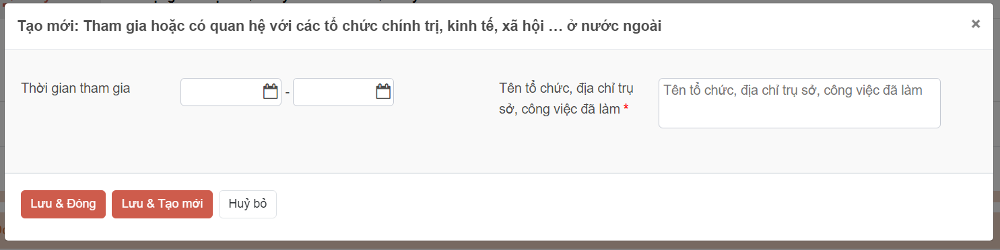 Tạo mới: Tham gia hoặc có quan hệ với các tổ chức chính trị, kinh tế, xã hội … ở nước ngoài
×
Thời gian tham gia
-
Tên tổ chức, địa chỉ trụ
sở, công việc đã làm *
Tên tổ chức, địa chỉ trụ sở, công việc đã làm
Lưu & Đóng
Lưu & Tạo mới
Huỷ bỏ